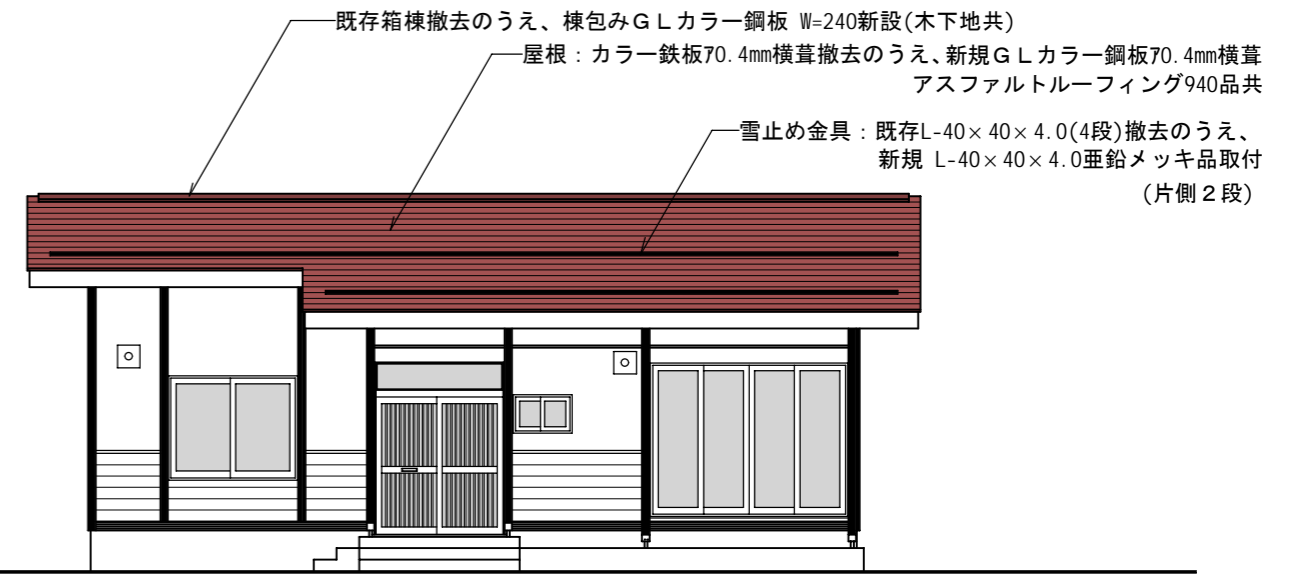 既存箱棟撤去のうえ、棟包みGLカラー鋼板 W=240新設(木下地共)
屋根：カラー鉄板ｱ0.4mm横葺撤去のうえ、新規GLカラー鋼板ｱ0.4mm横葺
アスファルトルーフィング940品共
雪止め金具：既存L-40×40×4.0(4段)撤去のうえ、
新規 L-40×40×4.0亜鉛メッキ品取付
(片側２段)